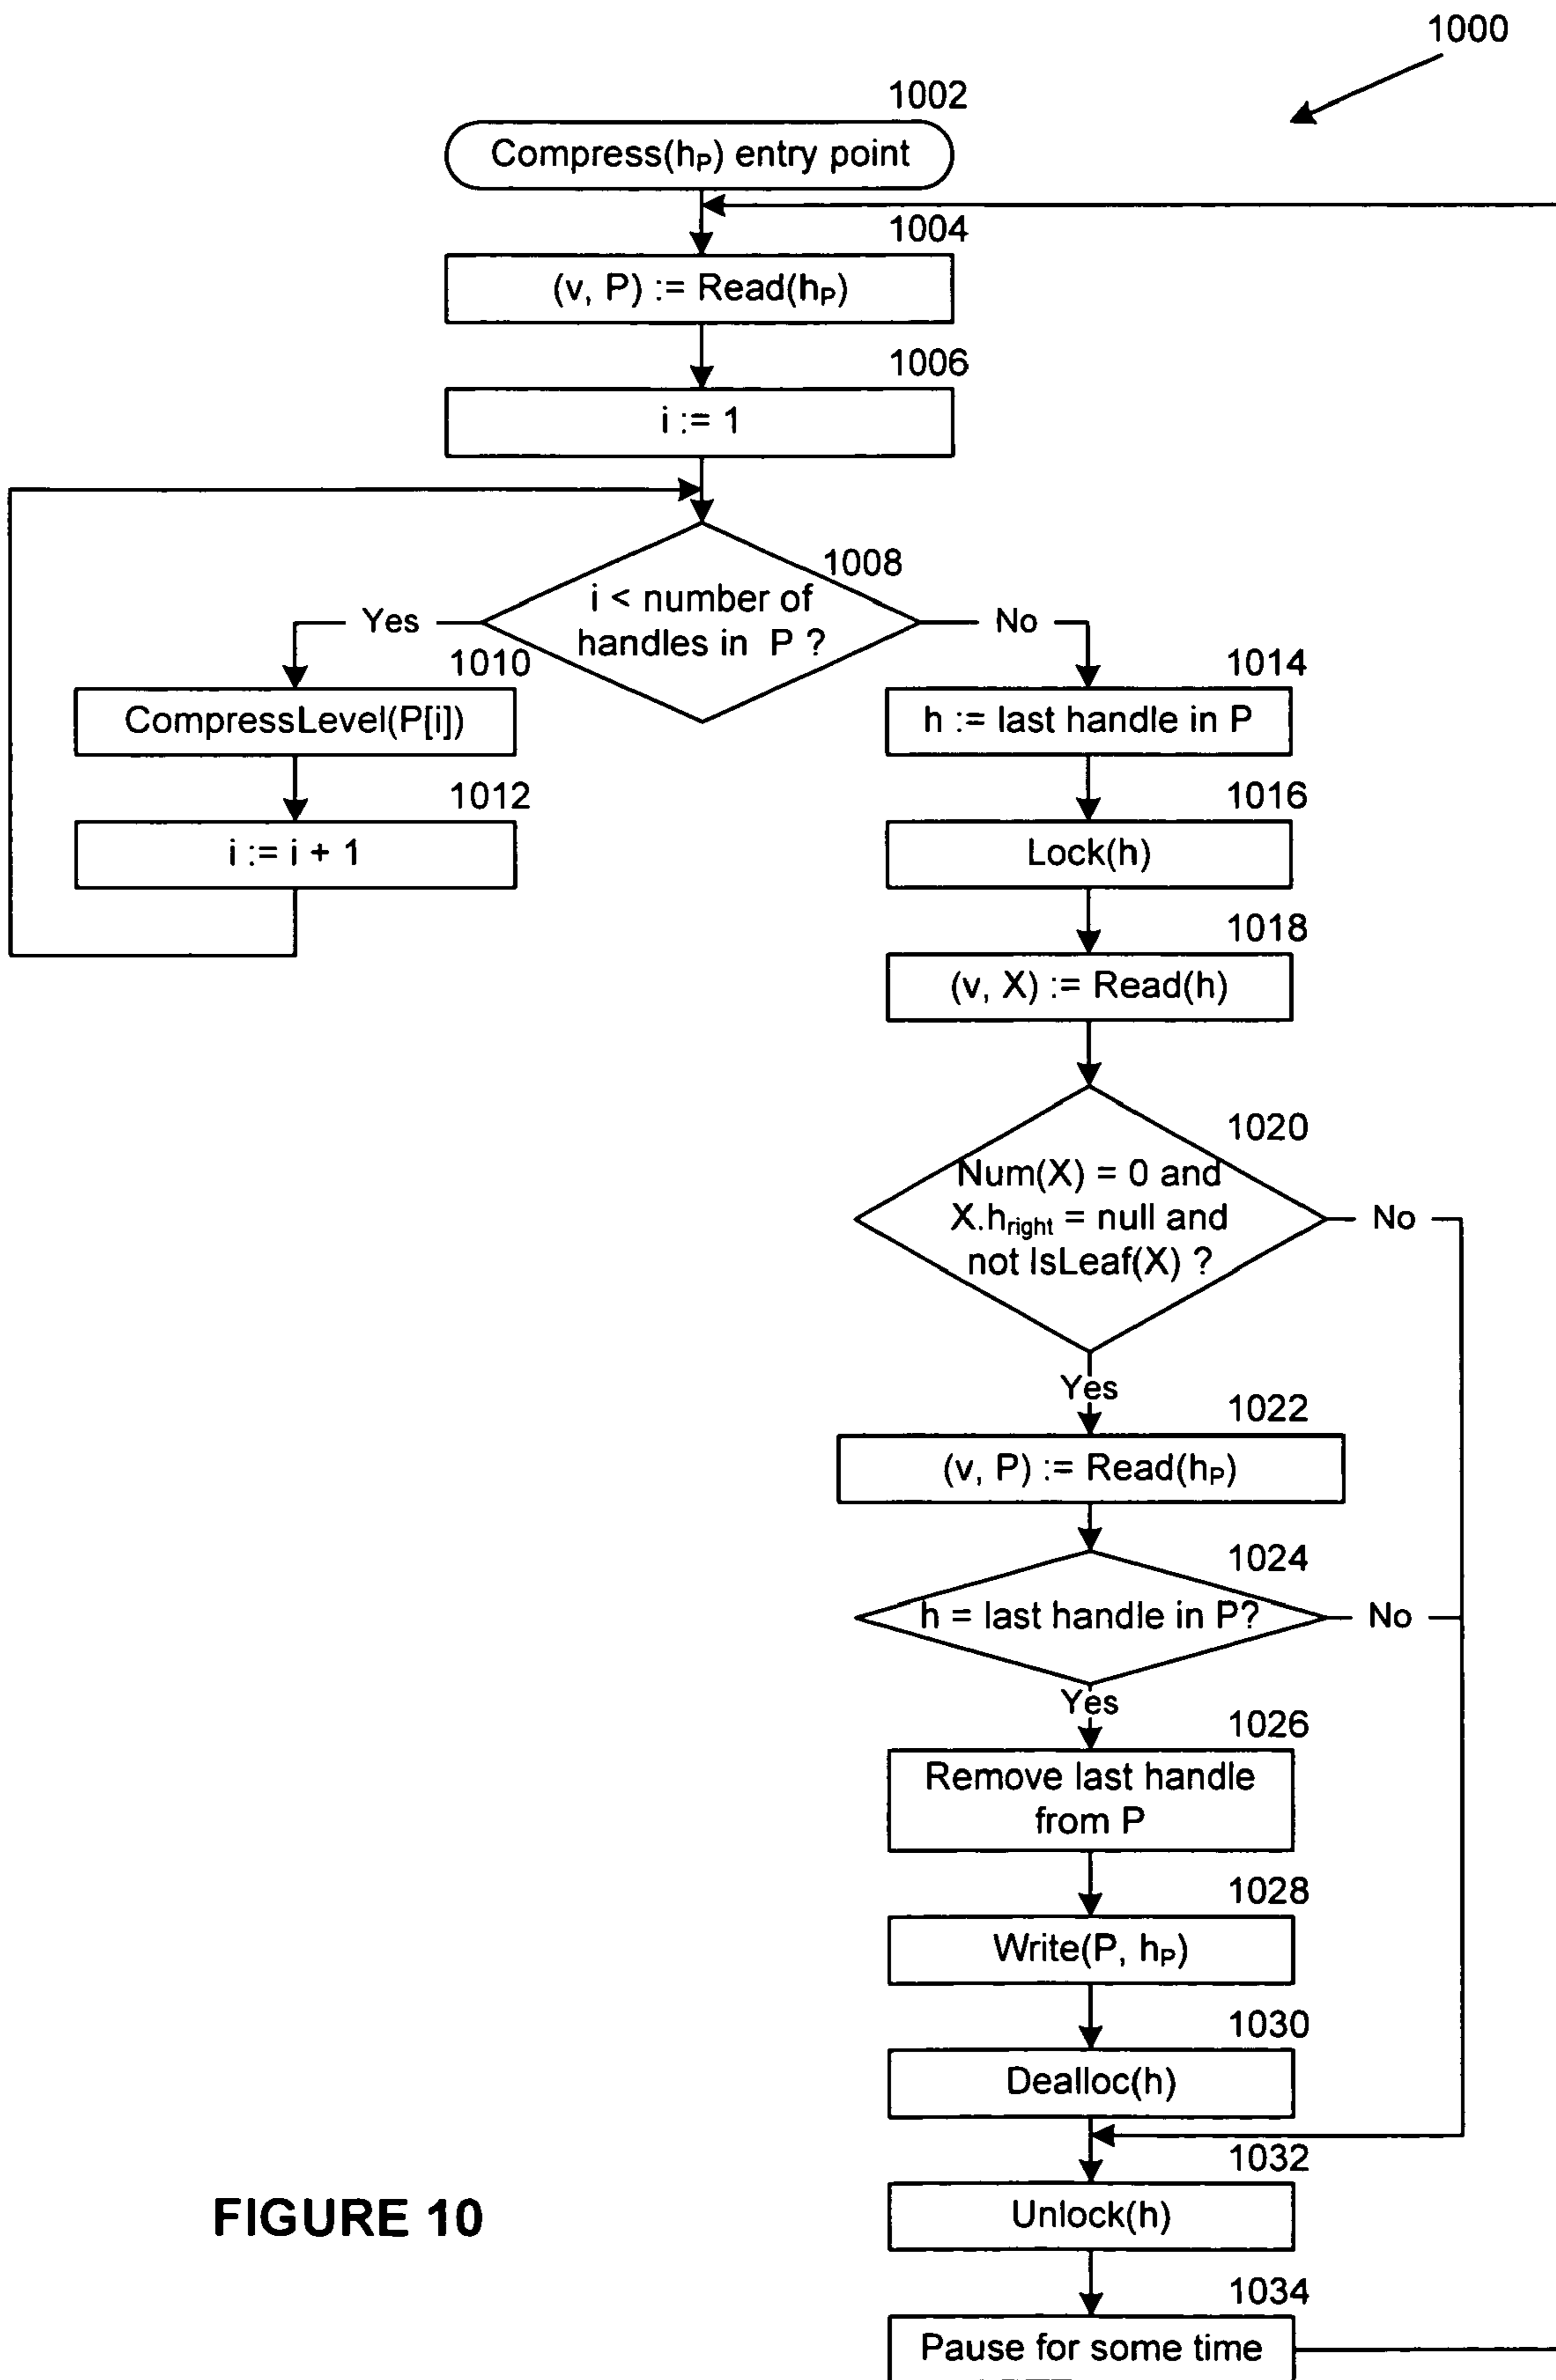 1000
1002
Compress(hP) entry point
1004
(v, P) := Read(hP)
1006
i := 1
1008
i < number of
handles in P ?
Yes
No
1010
CompressLevel(P[i])
1012
i := i + 1
1014
h := last handle in P
1016
Lock(h)
1018
(v, X) := Read(h)
1020
Num(X) = 0 and
X.hright = null and
not IsLeaf(X) ?
No
Yes
1022
(v, P) := Read(hP)
1024
h = last handle in P?
No
Yes
1026
Remove last handle
from P
1028
Write(P, hP)
1030
Dealloc(h)
1032
Unlock(h)
1034
Pause for some time
FIGURE 10